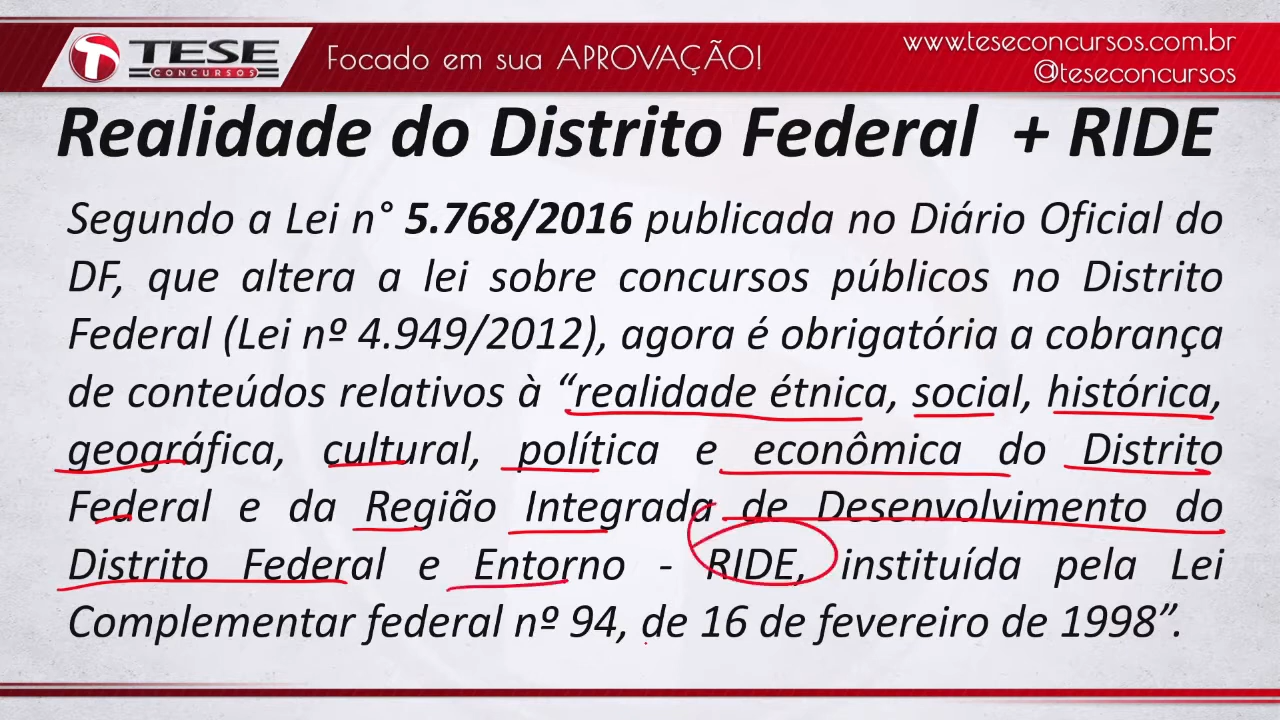 TESE
CONCURSOS
Focado em sua APROVAÇÃO!
www.teseconcursos.com.br
@teseconcursos
Realidade do Distrito Federal + RIDE
Segundo a Lei n° 5.768/2016 publicada no Diário Oficial do
DF, que altera a lei sobre concursos públicos no Distrito
Federal (Lei nº 4.949/2012), agora é obrigatória a cobrança
de conteúdos relativos à “realidade étnica, social, histórica,
geográfica, cultural, política e econômica do Distrito
Federal e da Região Integrada de Desenvolvimento do
Distrito Federal e Entorno - RIDE, instituída pela Lei
Complementar federal nº 94, de 16 de fevereiro de 1998”.